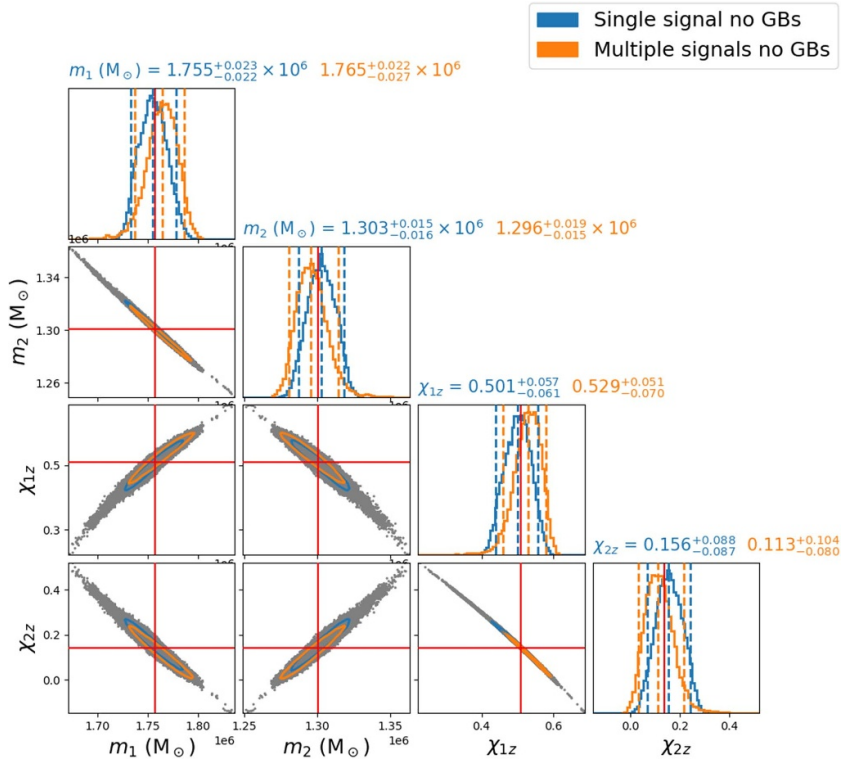 Single signal no GBs
Multiple signals no GBs
m₁ (M☉) = 1.755^{+0.023}_{-0.022} × 10⁶ 1.765^{+0.022}_{-0.027} × 10⁶
1e6
m₂ (M☉) = 1.303^{+0.015}_{-0.016} × 10⁶ 1.296^{+0.019}_{-0.015} × 10⁶
1.34
1.30
1.26
m₂ (M☉)
1e6
χ₁z = 0.501^{+0.057}_{-0.061} 0.529^{+0.051}_{-0.070}
0.5
0.3
χ₁z
1e6
χ₂z = 0.156^{+0.088}_{-0.087} 0.113^{+0.104}_{-0.080}
0.4
0.2
0.0
χ₂z
1.70 1.75 1.80 1.25 1.30 1.35 0.4 0.6 0.0 0.2 0.4
1e6 1e6
m₁ (M☉) m₂ (M☉) χ₁z χ₂z